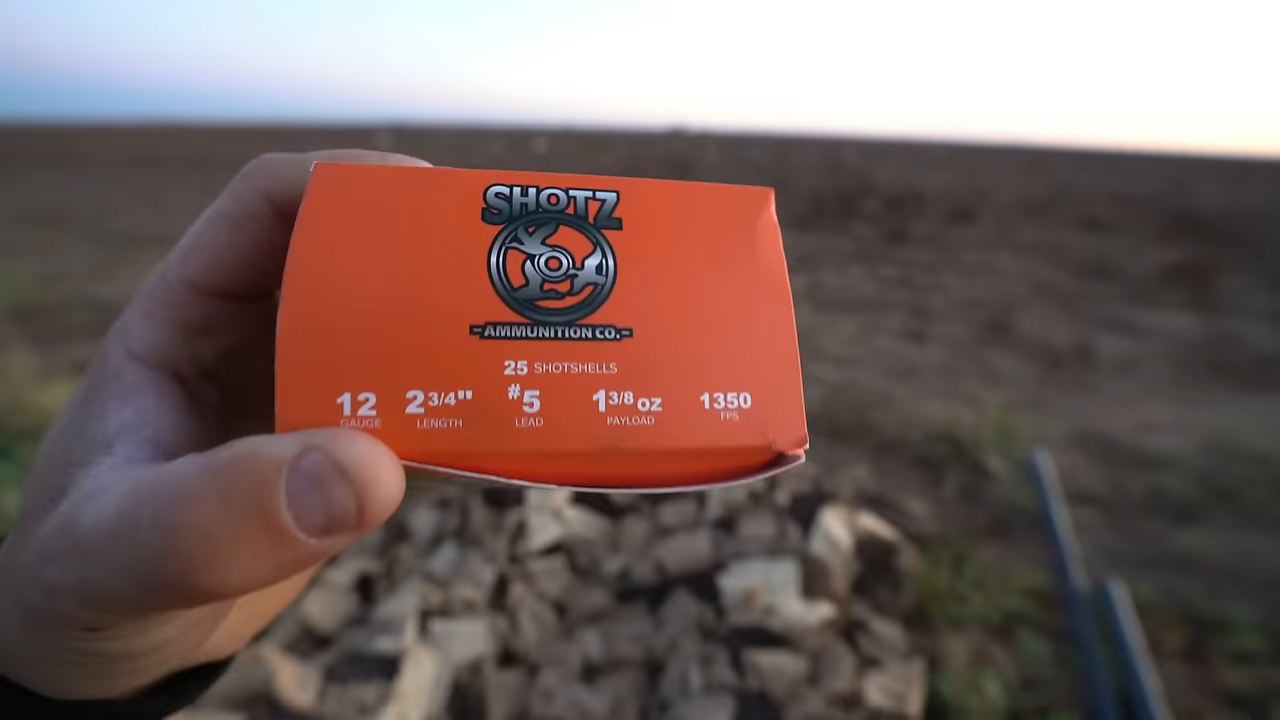 SHOTZ
-AMMUNITION CO.-
25 SHOTSHELLS
12 2 3/4" #5 1 3/8 oz 1350
GAUGE LENGTH LEAD PAYLOAD FPS